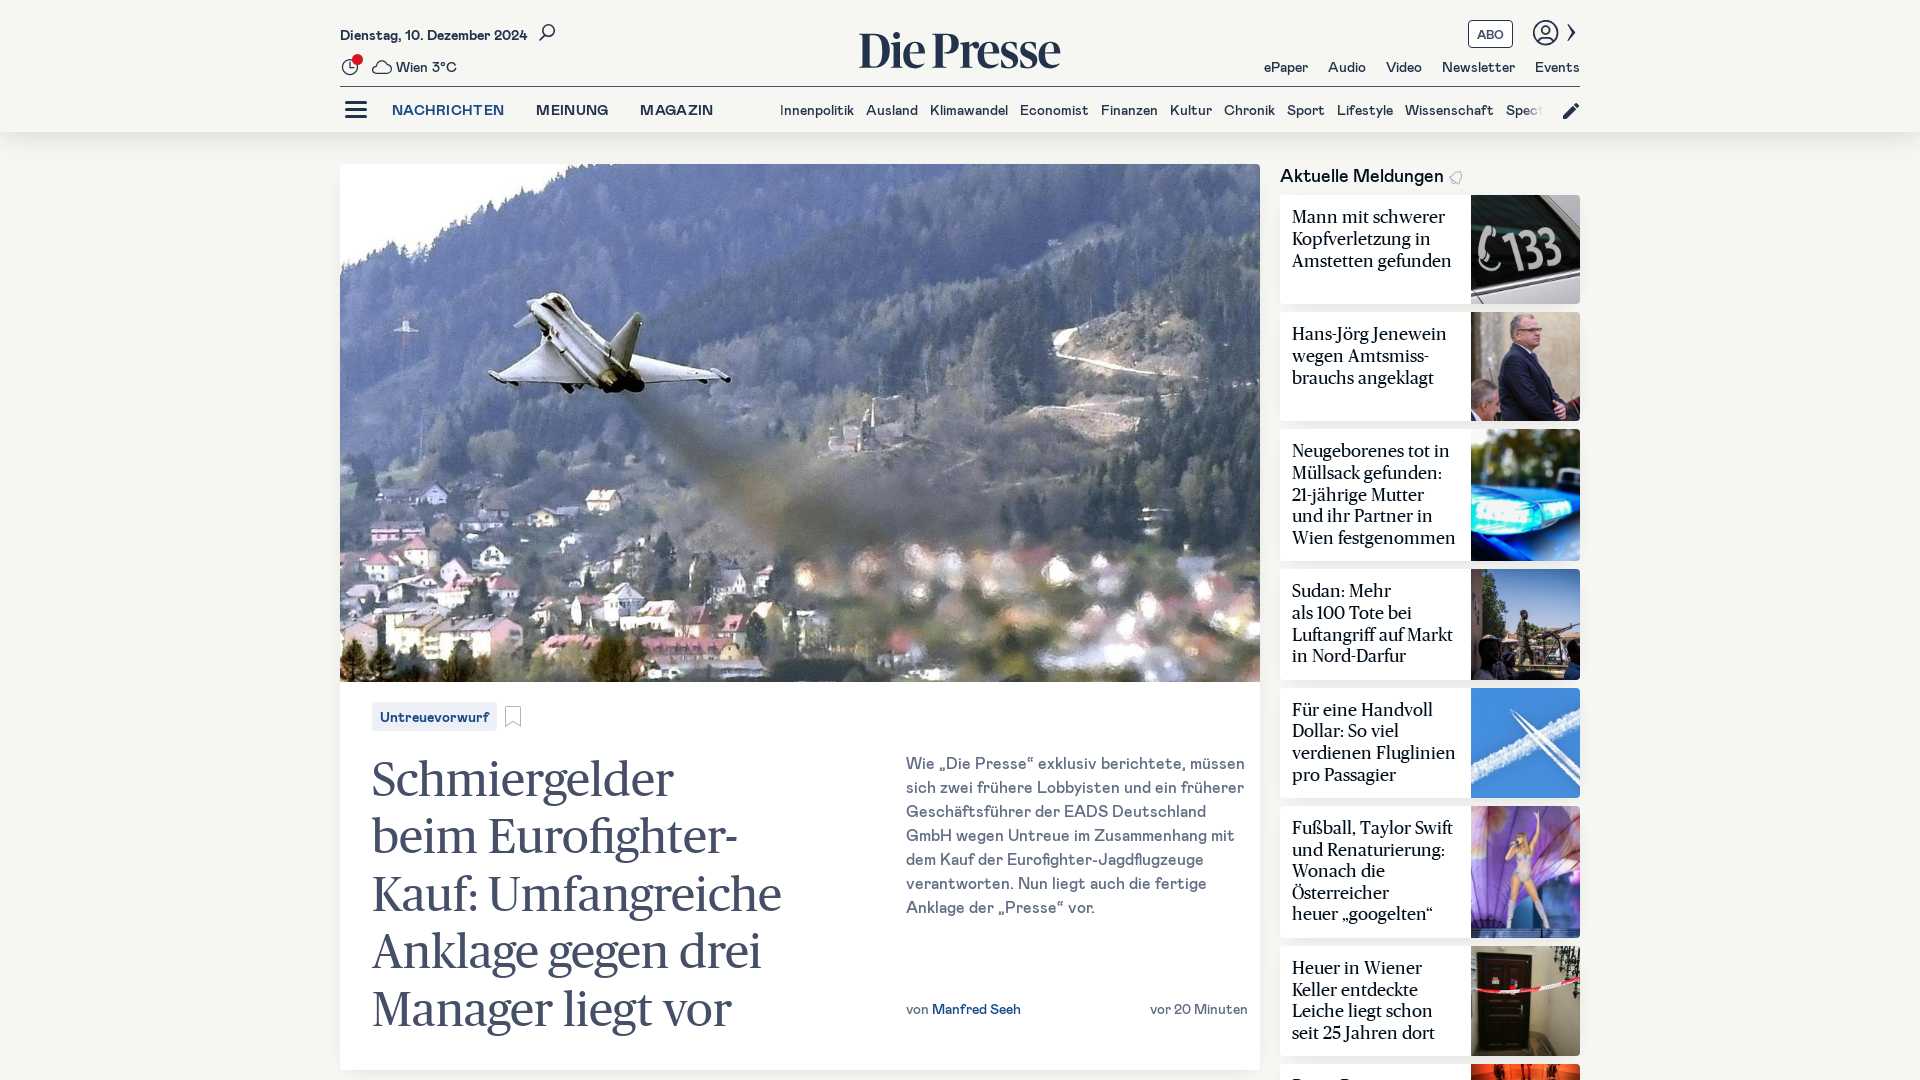 Dienstag, 10. Dezember 2024
Wien 3°C
Die Presse
ABO
ePaper Audio Video Newsletter Events
NACHRICHTEN MEINUNG MAGAZIN
Innenpolitik Ausland Klimawandel Economist Finanzen Kultur Chronik Sport Lifestyle Wissenschaft Spect
Untreuevorwurf
Schmiergelder
beim Eurofighter-
Kauf: Umfangreiche
Anklage gegen drei
Manager liegt vor
Wie „Die Presse“ exklusiv berichtete, müssen
sich zwei frühere Lobbyisten und ein früherer
Geschäftsführer der EADS Deutschland
GmbH wegen Untreue im Zusammenhang mit
dem Kauf der Eurofighter-Jagdflugzeuge
verantworten. Nun liegt auch die fertige
Anklage der „Presse“ vor.
von Manfred Seeh
vor 20 Minuten
Aktuelle Meldungen
Mann mit schwerer
Kopfverletzung in
Amstetten gefunden
133
Hans-Jörg Jenewein
wegen Amtsmiss-
brauchs angeklagt
Neugeborenes tot in
Müllsack gefunden:
21-jährige Mutter
und ihr Partner in
Wien festgenommen
Sudan: Mehr
als 100 Tote bei
Luftangriff auf Markt
in Nord-Darfur
Für eine Handvoll
Dollar: So viel
verdienen Fluglinien
pro Passagier
Fußball, Taylor Swift
und Renaturierung:
Wonach die
Österreicher
heuer „googelten“
Heuer in Wiener
Keller entdeckte
Leiche liegt schon
seit 25 Jahren dort